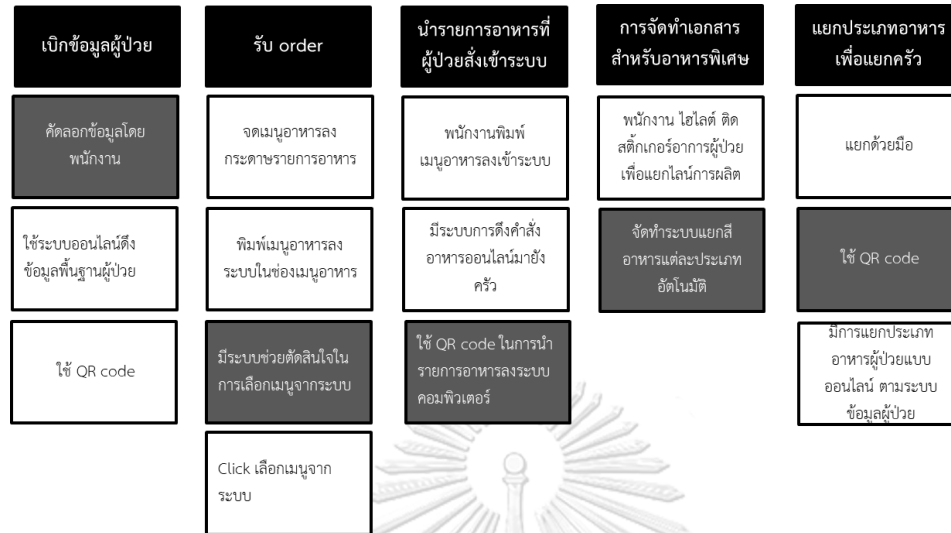 เบิกข้อมูลผู้ป่วย
รับ order
นำรายการอาหารที่
ผู้ป่วยสั่งเข้าระบบ
การจัดทำเอกสาร
สำหรับอาหารพิเศษ
แยกประเภทอาหาร
เพื่อแยกครัว
คัดลอกข้อมูลโดย
พนักงาน
จดเมนูอาหารลง
กระดาษรายการอาหาร
พนักงานพิมพ์
เมนูอาหารลงเข้าระบบ
พนักงาน ไฮไลต์ ติด
สติ้กเกอร์อาการผู้ป่วย
เพื่อแยกไลน์การผลิต
แยกด้วยมือ
ใช้ระบบออนไลน์ดึง
ข้อมูลพื้นฐานผู้ป่วย
พิมพ์เมนูอาหารลง
ระบบในช่องเมนูอาหาร
มีระบบการดึงคำสั่ง
อาหารออนไลน์มายัง
ครัว
จัดทำระบบแยกสี
อาหารแต่ละประเภท
อัตโนมัติ
ใช้ QR code
ใช้ QR code
มีระบบช่วยตัดสินใจใน
การเลือกเมนูจากระบบ
ใช้ QR code ในการนำ
รายการอาหารลงระบบ
คอมพิวเตอร์
มีการแยกประเภท
อาหารผู้ป่วยแบบ
ออนไลน์ ตามระบบ
ข้อมูลผู้ป่วย
Click เลือกเมนูจาก
ระบบ